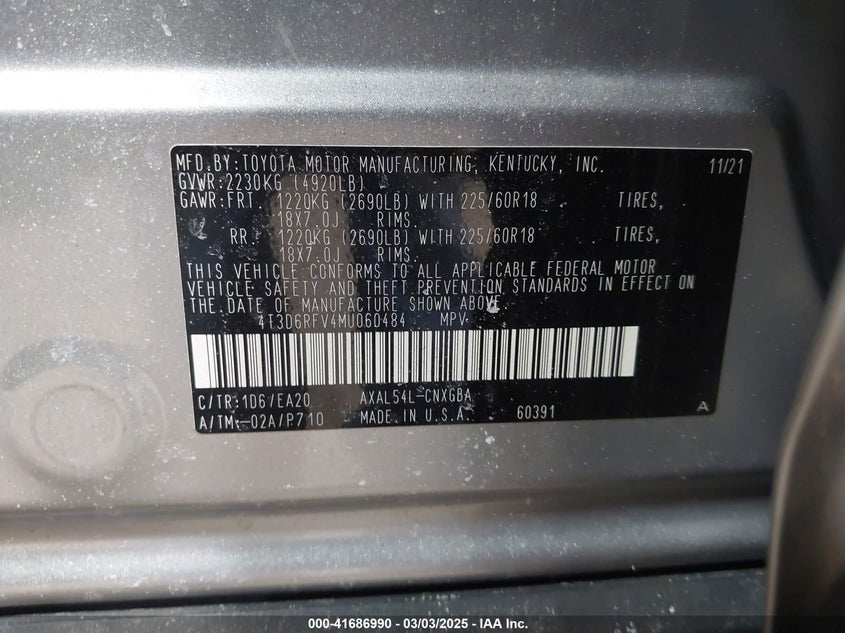 MFD.BY:TOYOTA MOTOR MANUFACTURING, KENTUCKY, INC. 11/21
GVWR:2230KG (4920LB)
GAWR:FRT. 1220KG (2690LB) WITH 225/60R18 TIRES,
18X7.0J RIMS.
RR. 1220KG (2690LB) WITH 225/60R18 TIRES,
18X7.0J RIMS.
THIS VEHICLE CONFORMS TO ALL APPLICABLE FEDERAL MOTOR
VEHICLE SAFETY AND THEFT PREVENTION STANDARDS IN EFFECT ON
THE DATE OF MANUFACTURE SHOWN ABOVE.
4T3D6RFV4MU060484 MPV
C/TR:1D6/EA20 AXAL54L-CNXGBA
A/TM:-02A/P710 MADE IN U.S.A. 60391 A
000-41686990 - 03/03/2025 - IAA Inc.